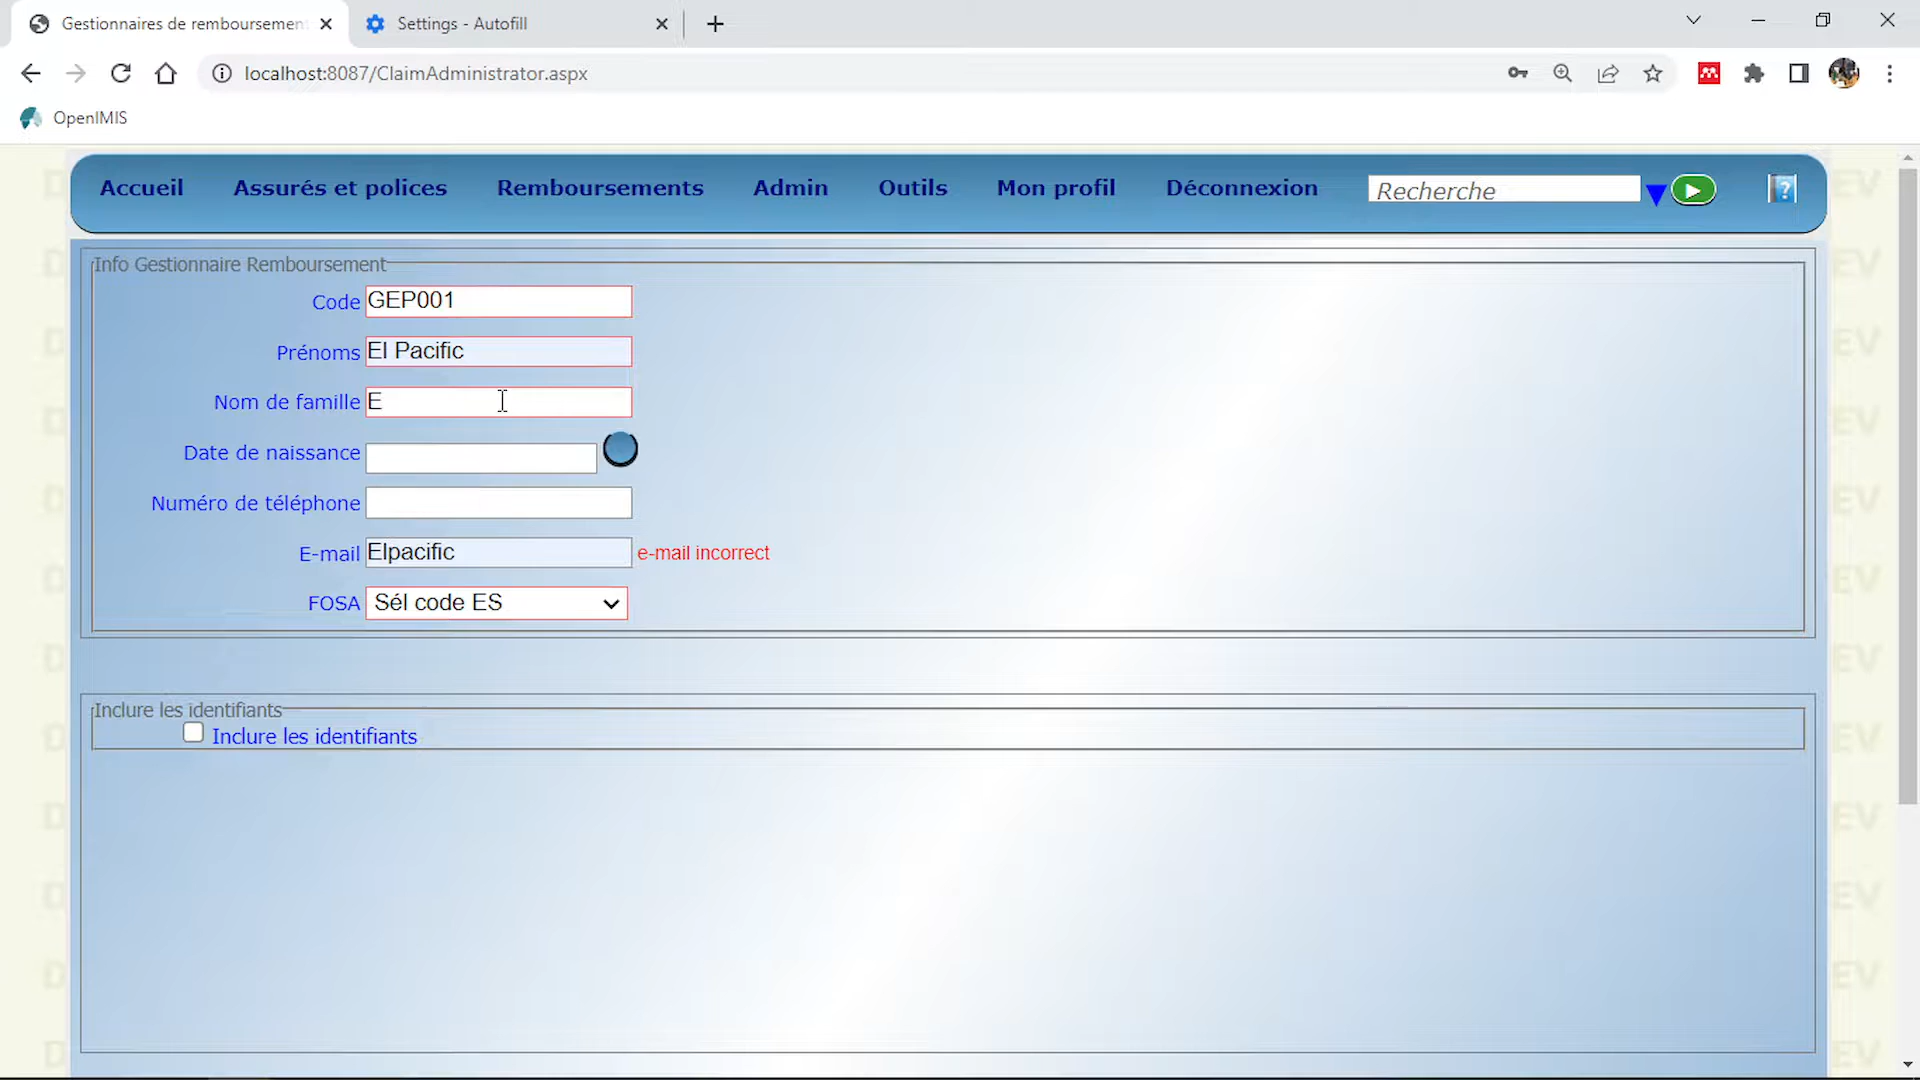 Gestionnaires de remboursemen
Settings - Autofill
localhost:8087/ClaimAdministrator.aspx
OpenIMIS
Accueil Assurés et polices Remboursements Admin Outils Mon profil Déconnexion Recherche
Info Gestionnaire Remboursement
Code GEP001
Prénoms El Pacific
Nom de famille E
Date de naissance
Numéro de téléphone
E-mail Elpacific e-mail incorrect
FOSA Sél code ES
Inclure les identifiants
Inclure les identifiants